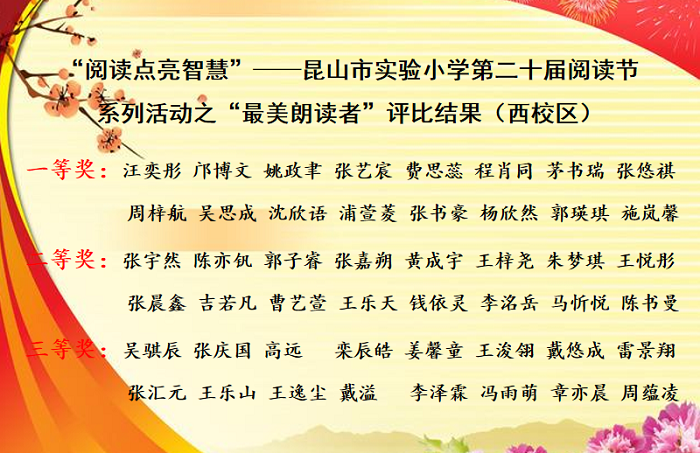 “阅读点亮智慧”——昆山市实验小学第二十届阅读节
系列活动之“最美朗读者”评比结果（西校区）
一等奖：汪奕彤 邝博文 姚政聿 张艺宸 费思蕊 程肖同 茅书瑞 张悠祺
周梓航 吴思成 沈欣语 浦萱菱 张书豪 杨欣然 郭瑛琪 施岚馨
二等奖：张宇然 陈亦钒 郭子睿 张嘉朔 黄成宇 王梓尧 朱梦琪 王悦彤
张晨鑫 吉若凡 曹艺萱 王乐天 钱依灵 李洺岳 马忻悦 陈书曼
三等奖：吴骐辰 张庆国 高远 栾辰皓 姜馨童 王浚翎 戴悠成 雷景翔
张汇元 王乐山 王逸尘 戴溢 李泽霖 冯雨萌 章亦晨 周蕴凌